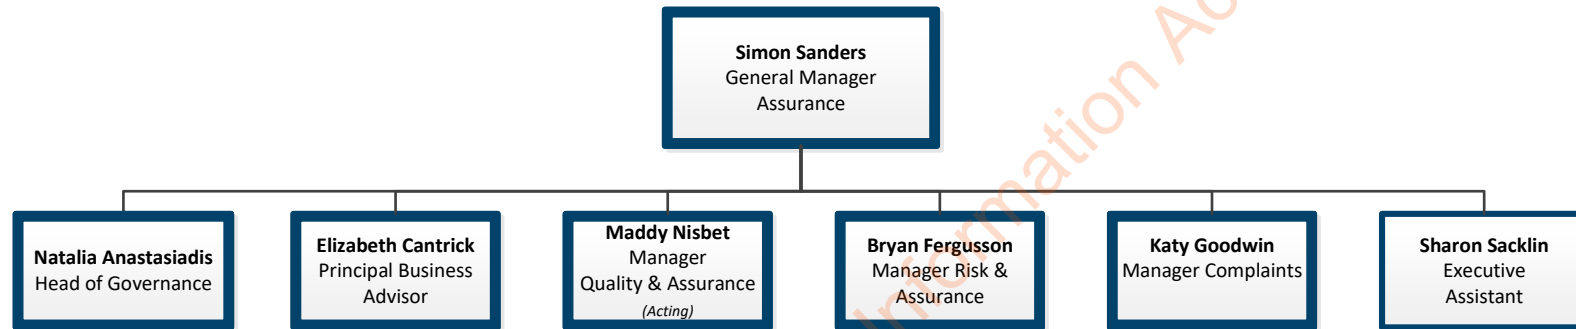 Simon Sanders
General Manager
Assurance
Natalia Anastasiadis
Head of Governance
Elizabeth Cantrick
Principal Business
Advisor
Maddy Nisbet
Manager
Quality & Assurance
(Acting)
Bryan Fergusson
Manager Risk &
Assurance
Katy Goodwin
Manager Complaints
Sharon Sacklin
Executive
Assistant
Information